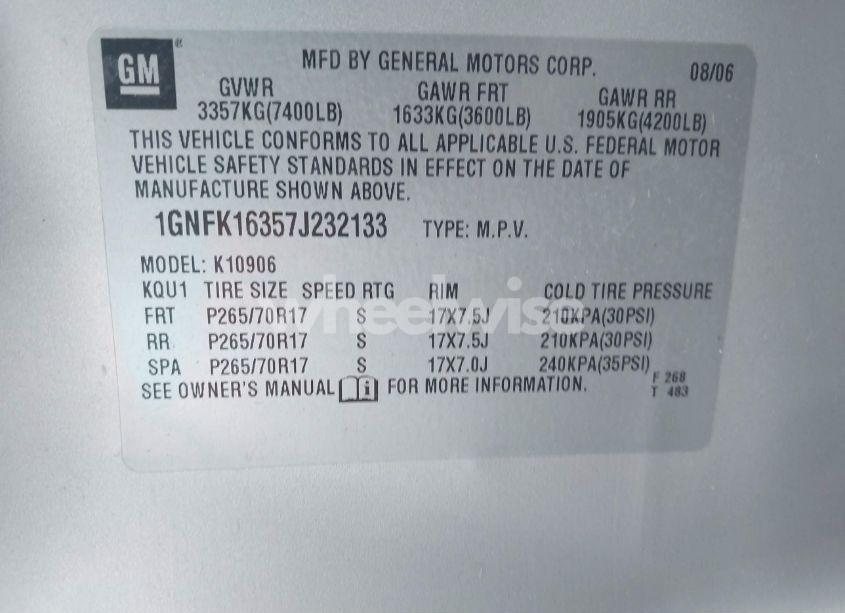 GM
MFD BY GENERAL MOTORS CORP. 08/06
GVWR GAWR FRT GAWR RR
3357KG(7400LB) 1633KG(3600LB) 1905KG(4200LB)
THIS VEHICLE CONFORMS TO ALL APPLICABLE U.S. FEDERAL MOTOR
VEHICLE SAFETY STANDARDS IN EFFECT ON THE DATE OF
MANUFACTURE SHOWN ABOVE.
1GNFK16357J232133 TYPE: M.P.V.
MODEL: K10906
KQU1 TIRE SIZE SPEED RTG RIM COLD TIRE PRESSURE
wheelwise
FRT P265/70R17 S 17X7.5J 210KPA(30PSI)
RR P265/70R17 S 17X7.5J 210KPA(30PSI)
SPA P265/70R17 S 17X7.0J 240KPA(35PSI)
SEE OWNER'S MANUAL FOR MORE INFORMATION.
F 268
T 483